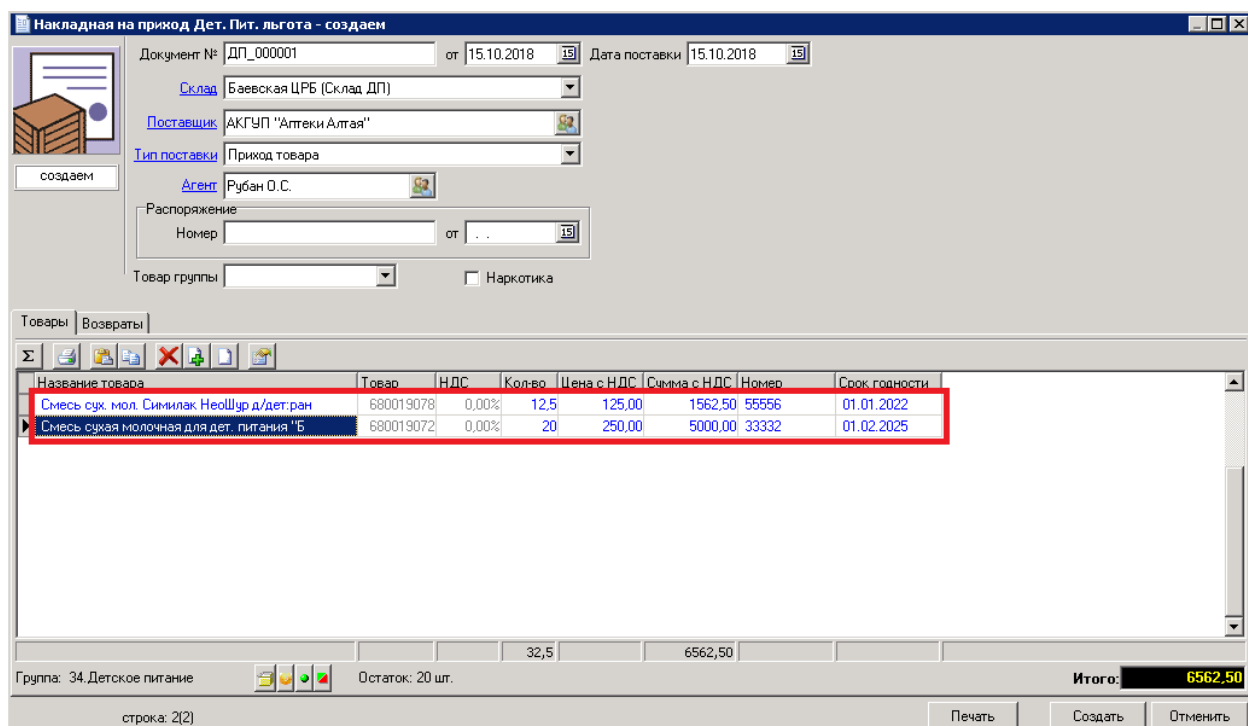 Накладная на приход Дет. Пит. льгота - создаем
Документ № ДП_000001 от 15.10.2018 15 Дата поставки 15.10.2018 15
Склад Баевская ЦРБ (Склад ДП)
Поставщик АКГУП "Аптеки Алтая"
Тип поставки Приход товара
создаем
Агент Рубан О.С.
Распоряжение
Номер от . . 15
Товар группы Наркотика
Товары Возвраты
Σ
Название товара Товар НДС Кол-во Цена с НДС Сумма с НДС Номер Срок годности
Смесь сух. мол. Симилак НеоШур д/дет:ран 680019078 0,00% 12,5 125,00 1562,50 55556 01.01.2022
Смесь сухая молочная для дет. питания "Б 680019072 0,00% 20 250,00 5000,00 33332 01.02.2025
32,5 6562,50
Группа: 34.Детское питание Остаток: 20 шт. Итого: 6562,50
строка: 2(2) Печать Создать Отменить